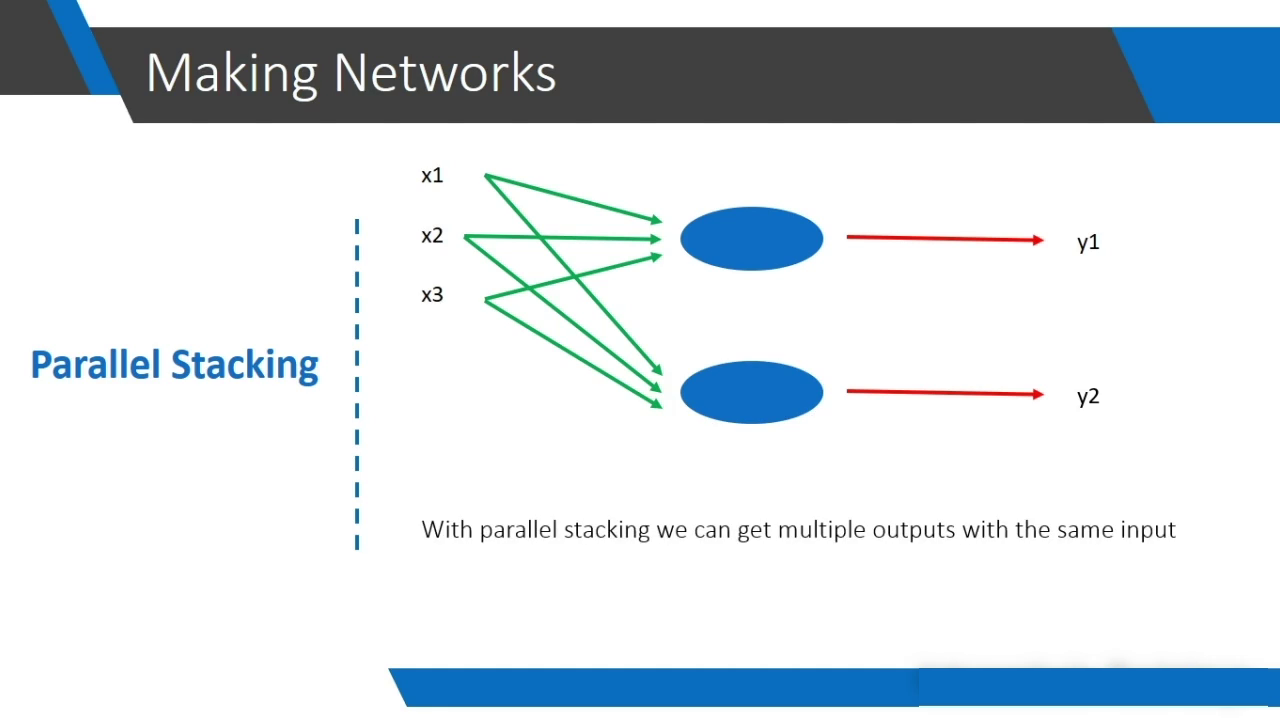 Making Networks
x1
x2
x3
y1
Parallel Stacking
y2
With parallel stacking we can get multiple outputs with the same input